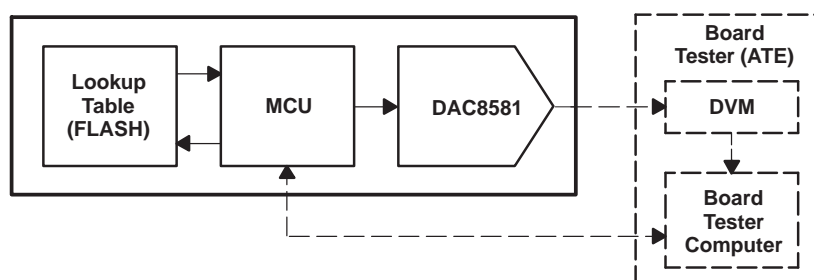 Lookup
Table
(FLASH)
MCU
DAC8581
Board
Tester (ATE)
DVM
Board
Tester
Computer